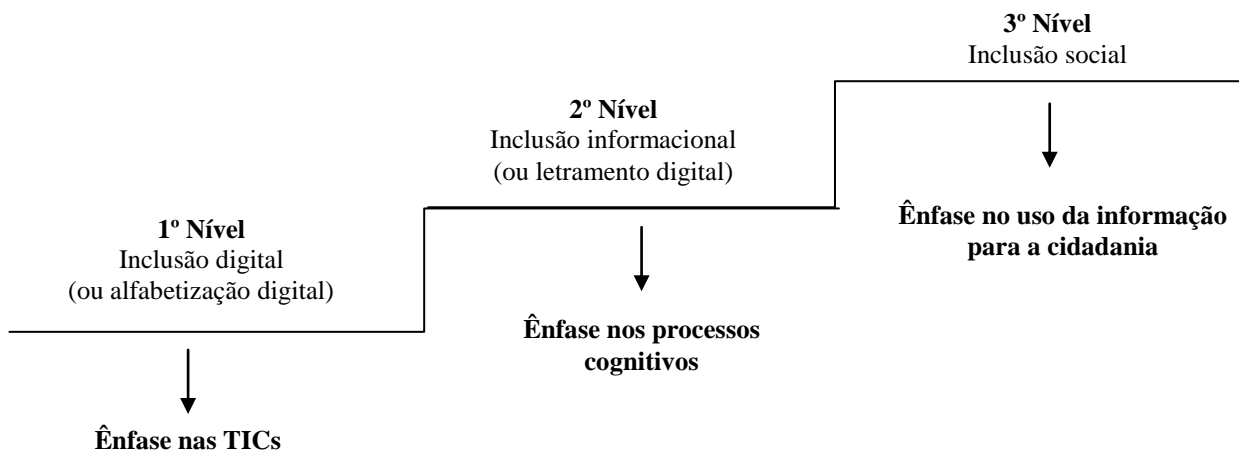 1º Nível
Inclusão digital
(ou alfabetização digital)
Ênfase nas TICs
2º Nível
Inclusão informacional
(ou letramento digital)
Ênfase nos processos
cognitivos
3º Nível
Inclusão social
Ênfase no uso da informação
para a cidadania